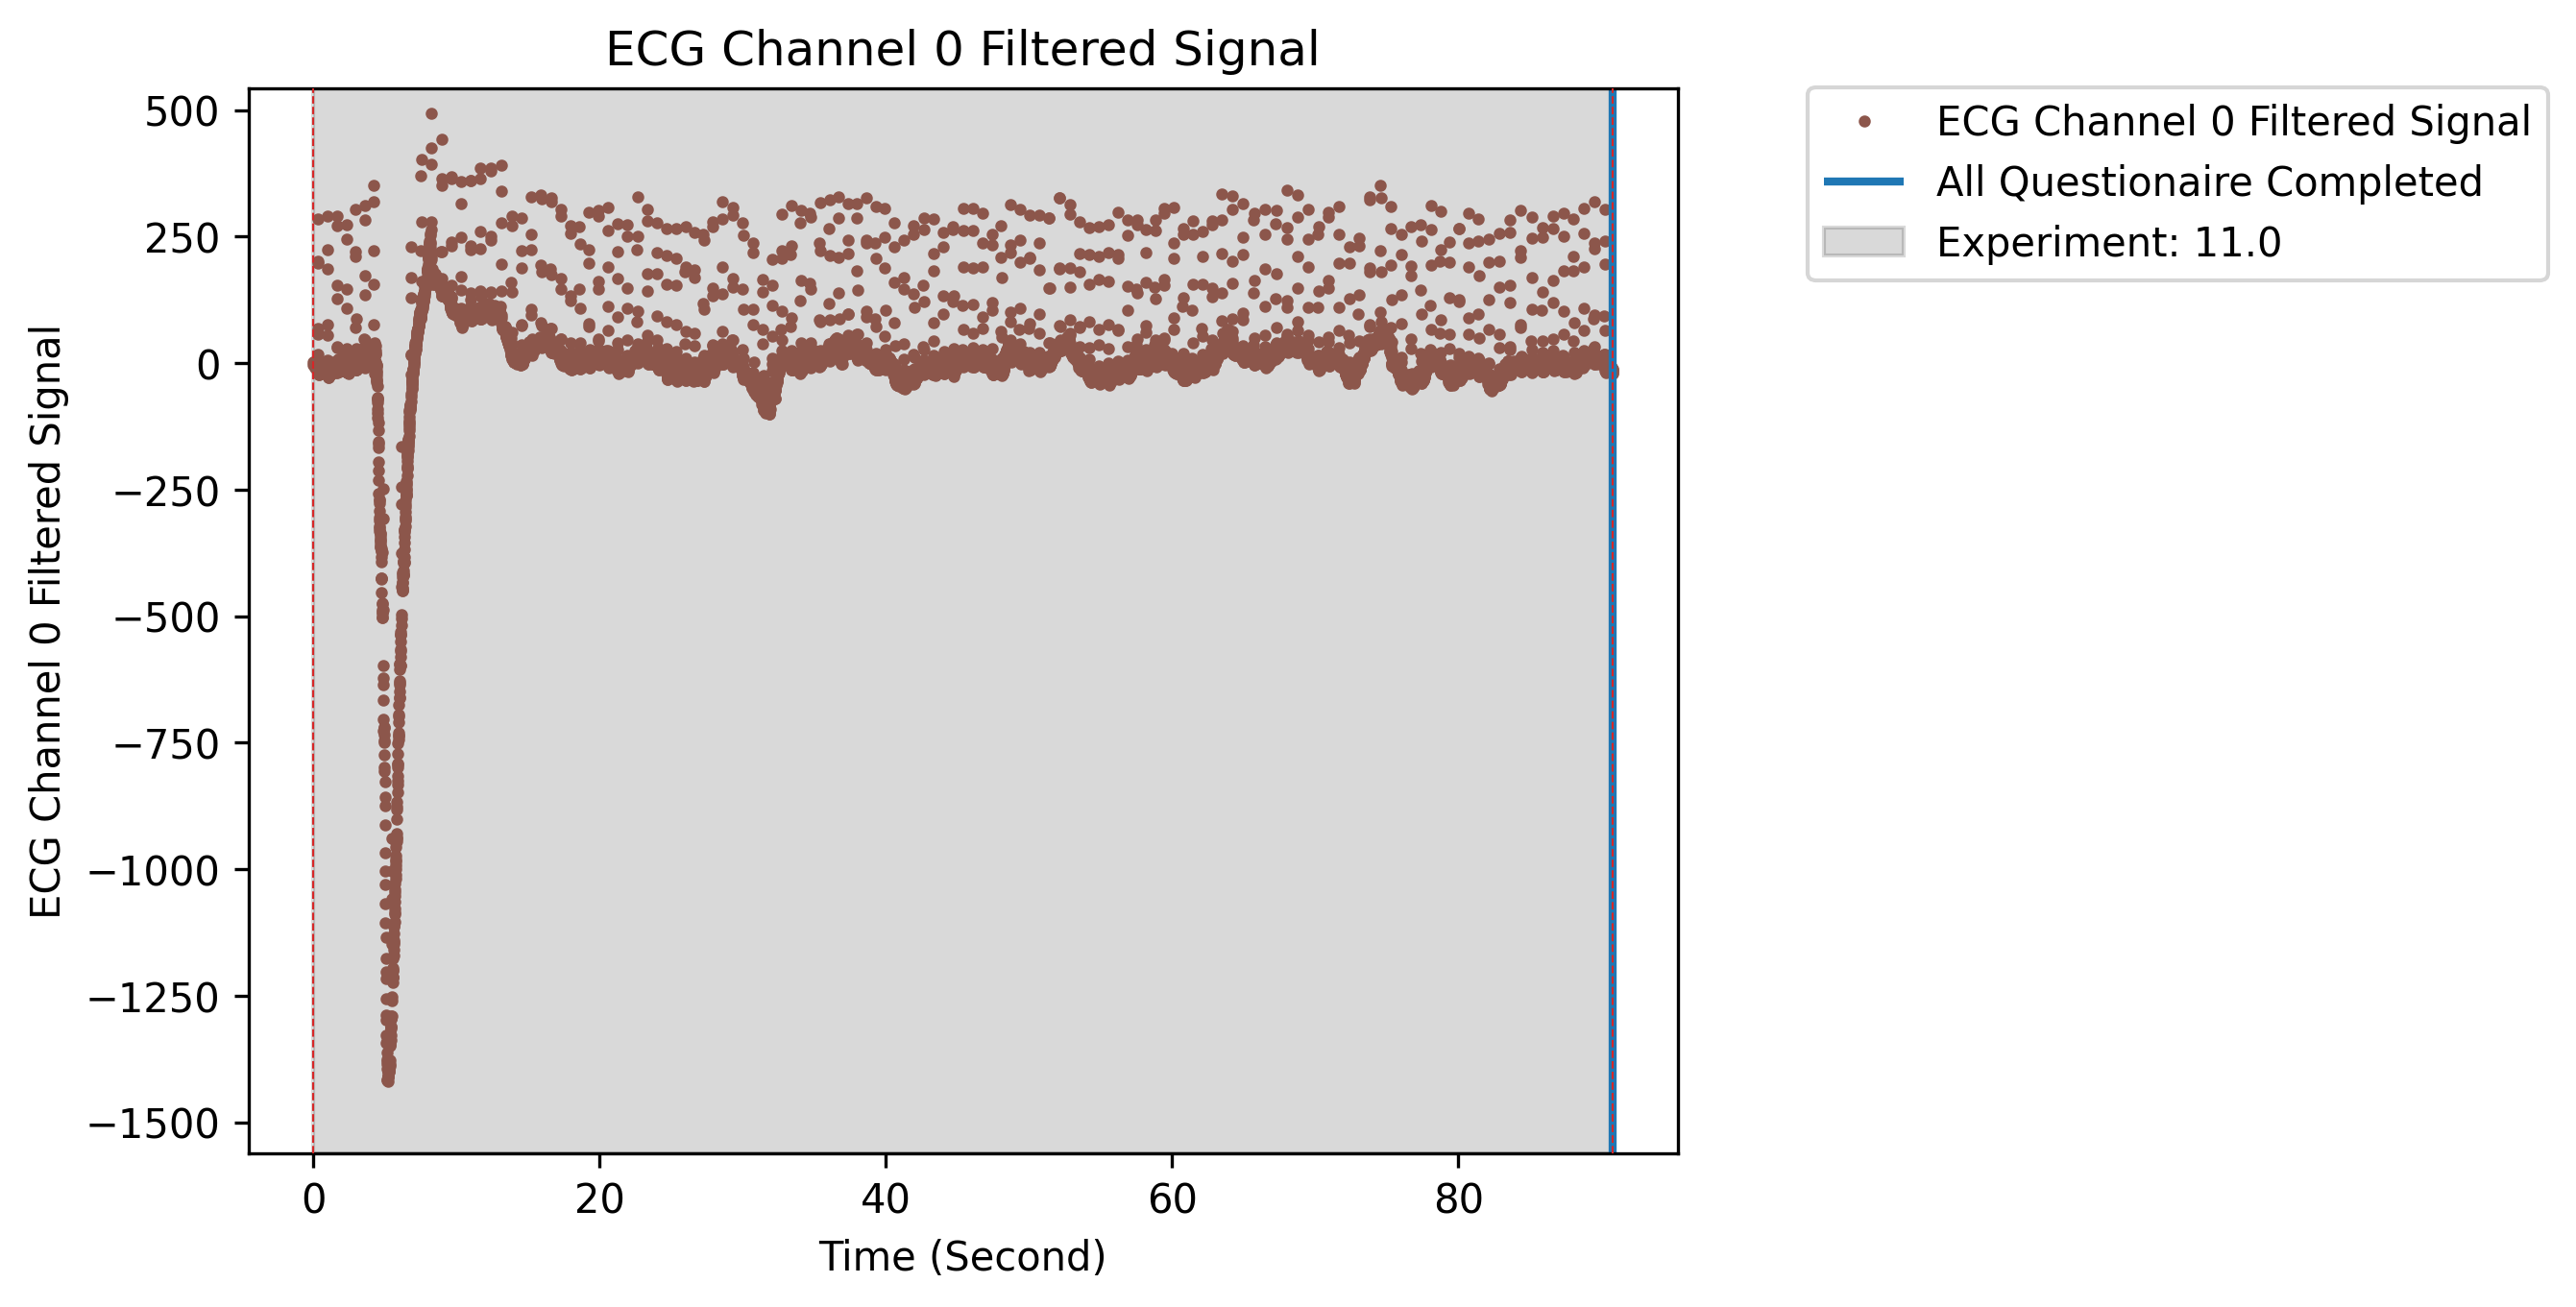 ECG Channel 0 Filtered Signal
ECG Channel 0 Filtered Signal
500
250
0
−250
−500
−750
−1000
−1250
−1500
0
20
40
60
80
Time (Second)
ECG Channel 0 Filtered Signal
All Questionaire Completed
Experiment: 11.0